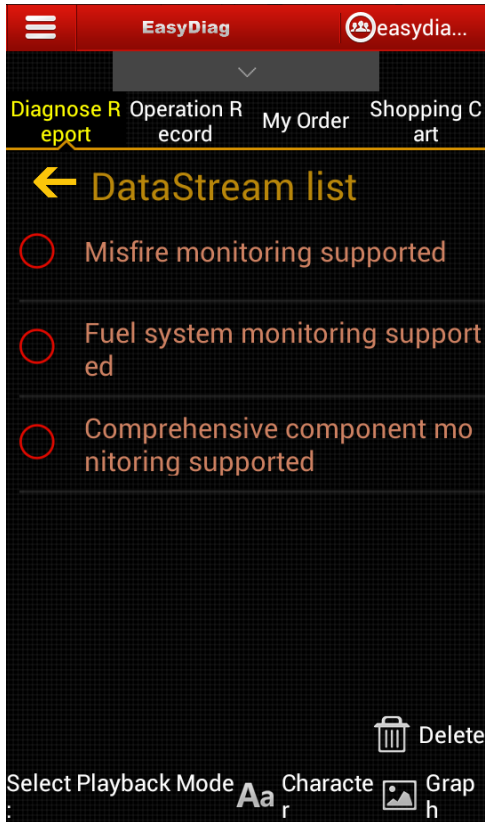 EasyDiag
easydia...
Diagnose R
eport
Operation R
ecord
My Order
Shopping C
art
DataStream list
Misfire monitoring supported
Fuel system monitoring support
ed
Comprehensive component mo
nitoring supported
Delete
Select Playback Mode
:
Aa
Characte
r
Grap
h